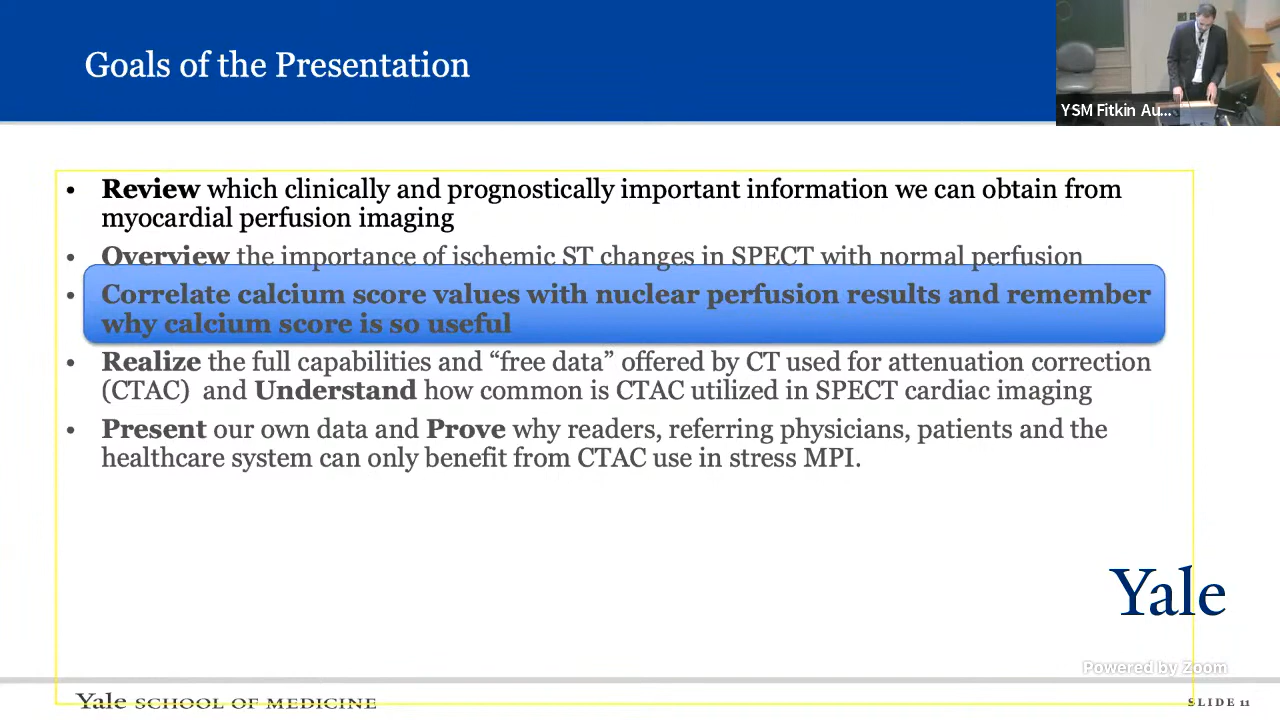 Goals of the Presentation
YSM Fitkin Au...
• Review which clinically and prognostically important information we can obtain from
myocardial perfusion imaging
• Overview the importance of ischemic ST changes in SPECT with normal perfusion
• Correlate calcium score values with nuclear perfusion results and remember
why calcium score is so useful
• Realize the full capabilities and “free data” offered by CT used for attenuation correction
(CTAC) and Understand how common is CTAC utilized in SPECT cardiac imaging
• Present our own data and Prove why readers, referring physicians, patients and the
healthcare system can only benefit from CTAC use in stress MPI.
Yale
Powered by Zoom
Yale SCHOOL OF MEDICINE
SLIDE 11